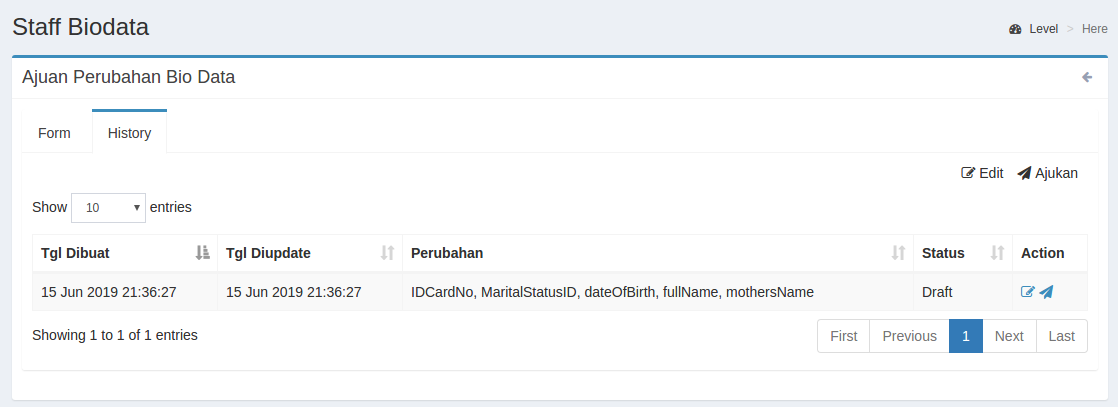 Staff Biodata
Level > Here
Ajuan Perubahan Bio Data
Form History
Edit Ajukan
Show 10 entries
Tgl Dibuat Tgl Diupdate Perubahan Status Action
15 Jun 2019 21:36:27 15 Jun 2019 21:36:27 IDCardNo, MaritalStatusID, dateOfBirth, fullName, mothersName Draft
Showing 1 to 1 of 1 entries
First Previous 1 Next Last